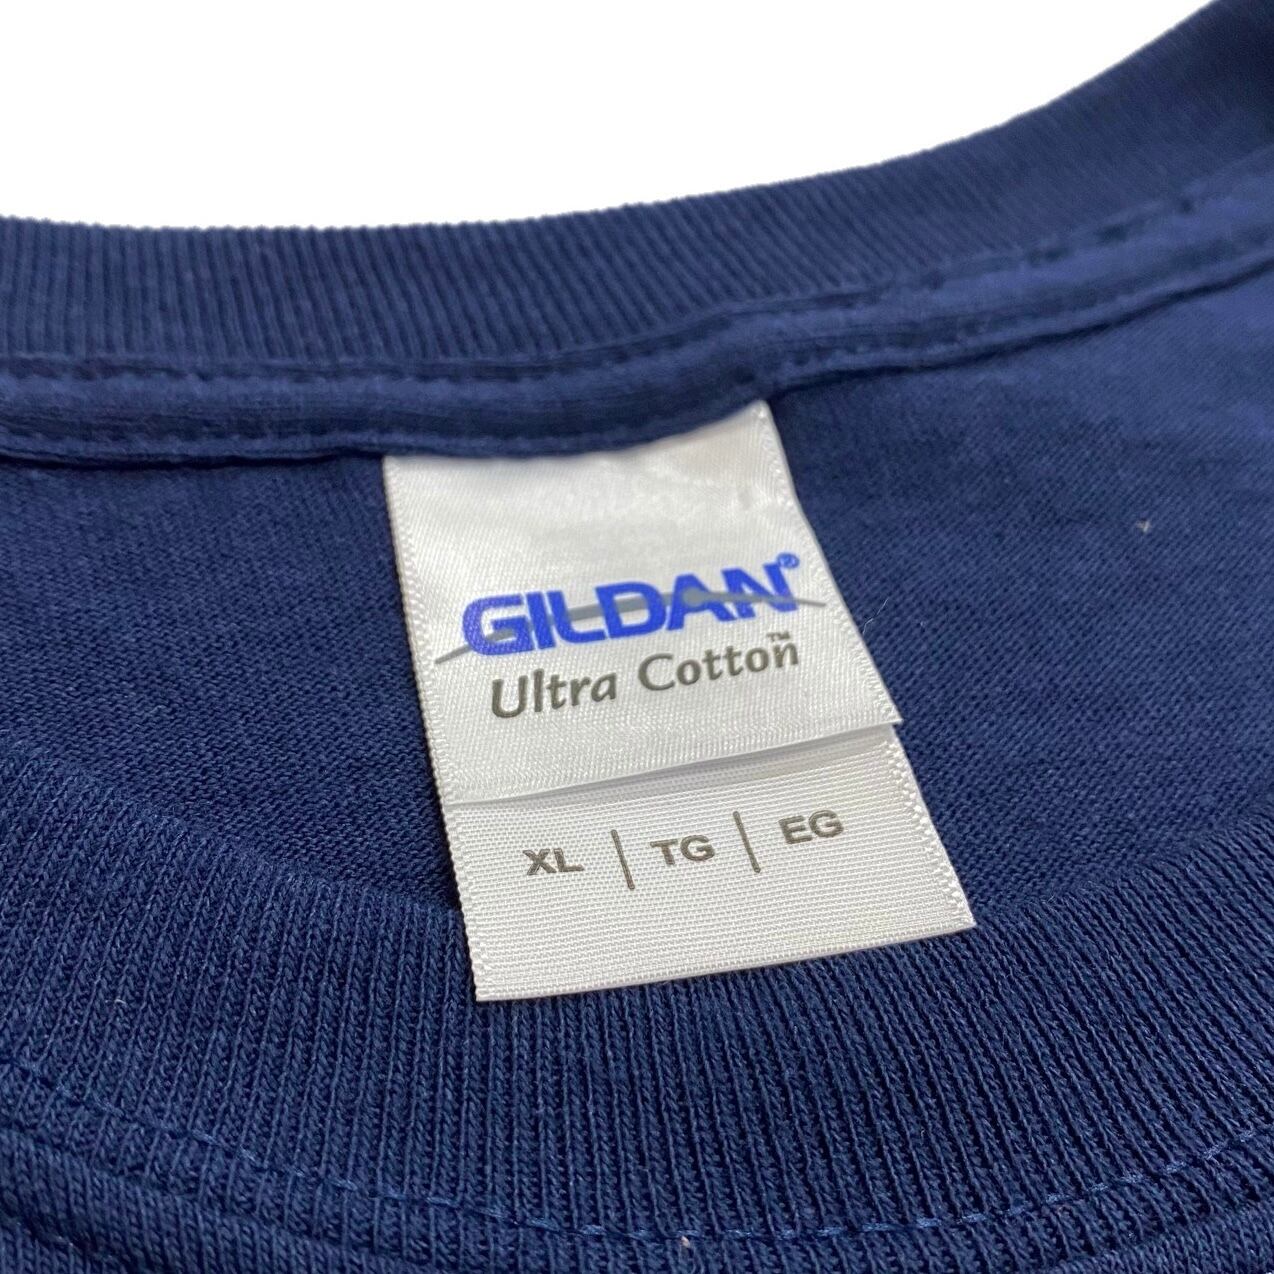 GILDAN®
Ultra Cotton™
XL | TG | EG